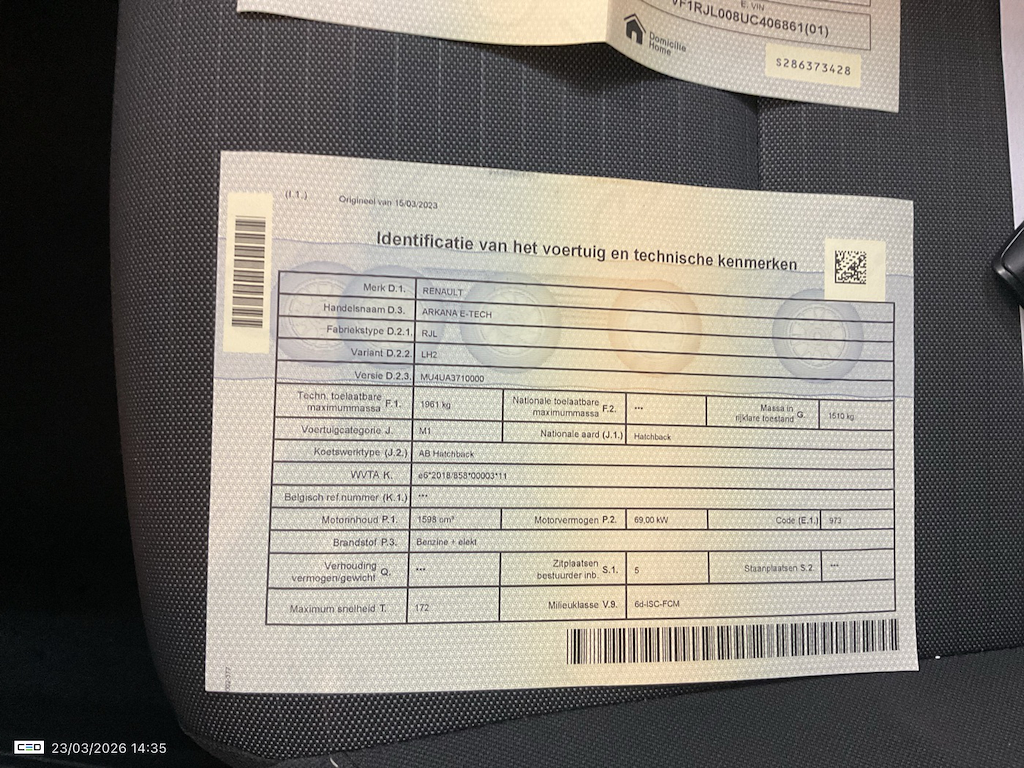 E. VIN
VF1RJL008UC406861(01)
Domicilie
Home
S286373428
(I.1.) Origineel van 15/03/2023
Identificatie van het voertuig en technische kenmerken
Merk D.1. RENAULT
Handelsnaam D.3. ARKANA E-TECH
Fabriekstype D.2.1. RJL
Variant D.2.2. LH2
Versie D.2.3. MU4UA3710000
Techn. toelaatbare maximummassa F.1. 1961 kg Nationale toelaatbare maximummassa F.2. *** Massa in rijklare toestand G. 1510 kg
Voertuigcategorie J. M1 Nationale aard (J.1.) Hatchback
Koetswerktype (J.2.) AB Hatchback
WVTA K. e6*2018/858*00003*11
Belgisch ref.nummer (K.1.) ***
Motorinhoud P.1. 1598 cm³ Motorvermogen P.2. 69,00 kW Code (E.1.) 973
Brandstof P.3. Benzine + elekt
Verhouding vermogen/gewicht Q. *** Zitplaatsen bestuurder inb. S.1. 5 Staanplaatsen S.2. ***
Maximum snelheid T. 172 Milieuklasse V.9. 6d-ISC-FCM
CEO 23/03/2026 14:35